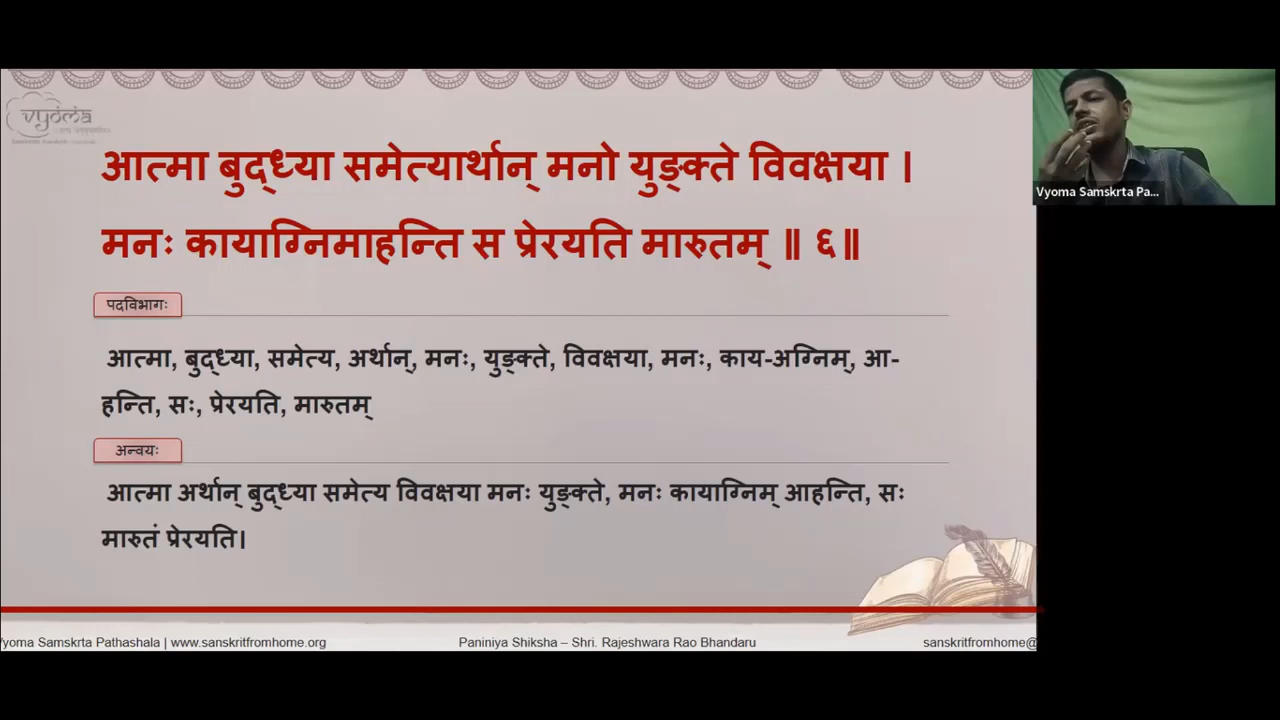 vyoma
आत्मा बुद्ध्या समेत्यार्थान् मनो युङ्क्ते विवक्षया ।
मनः कायाग्निमाहन्ति स प्रेरयति मारुतम् ॥ ६॥
पदविभागः
आत्मा, बुद्ध्या, समेत्य, अर्थान्, मनः, युङ्क्ते, विवक्षया, मनः, काय-अग्निम्, आ-
हन्ति, सः, प्रेरयति, मारुतम्
अन्वयः
आत्मा अर्थान् बुद्ध्या समेत्य विवक्षया मनः युङ्क्ते, मनः कायाग्निम् आहन्ति, सः
मारुतं प्रेरयति।
Vyoma Samskrta Pa...
yoma Samskrta Pathashala | www.sanskritfromhome.org
Paniniya Shiksha – Shri. Rajeshwara Rao Bhandaru
sanskritfromhome@